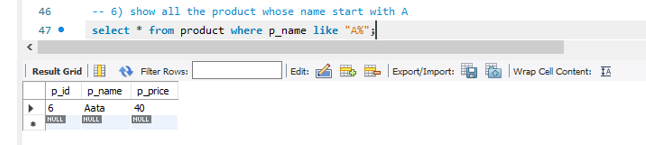 46 -- 6) show all the product whose name start with A
47 select * from product where p_name like "A%";
Result Grid Filter Rows: Edit: Export/Import: Wrap Cell Content: IA
p_id p_name p_price
6 Aata 40
NULL NULL NULL